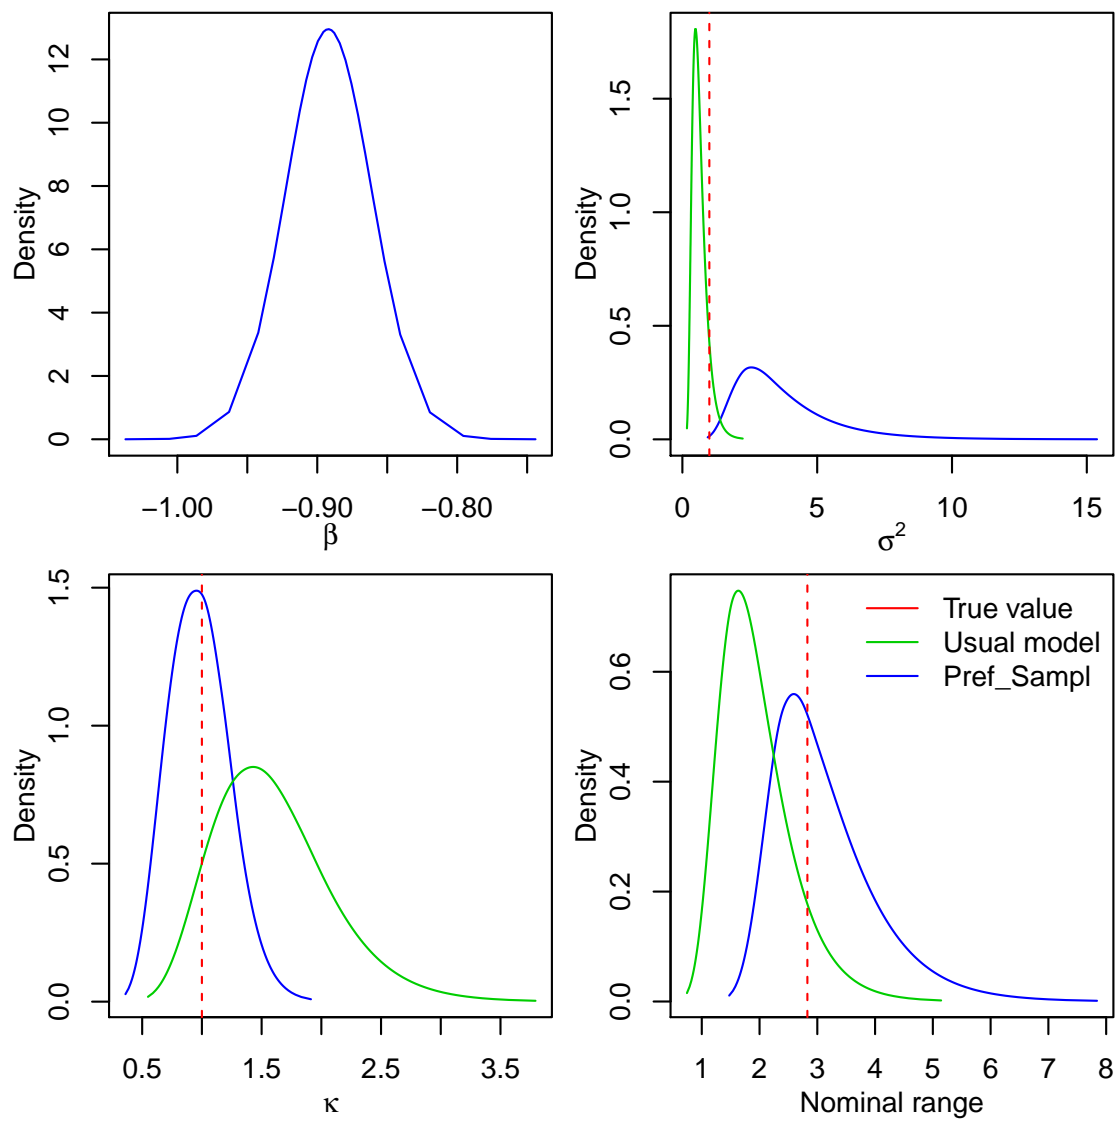 Density
0 2 4 6 8 10 12
−1.00 −0.90 −0.80
β
Density
0.0 0.5 1.0 1.5
0 5 10 15
σ2
Density
0.0 0.5 1.0 1.5
0.5 1.5 2.5 3.5
κ
Density
0.0 0.2 0.4 0.6
1 2 3 4 5 6 7 8
Nominal range
True value
Usual model
Pref_Sampl